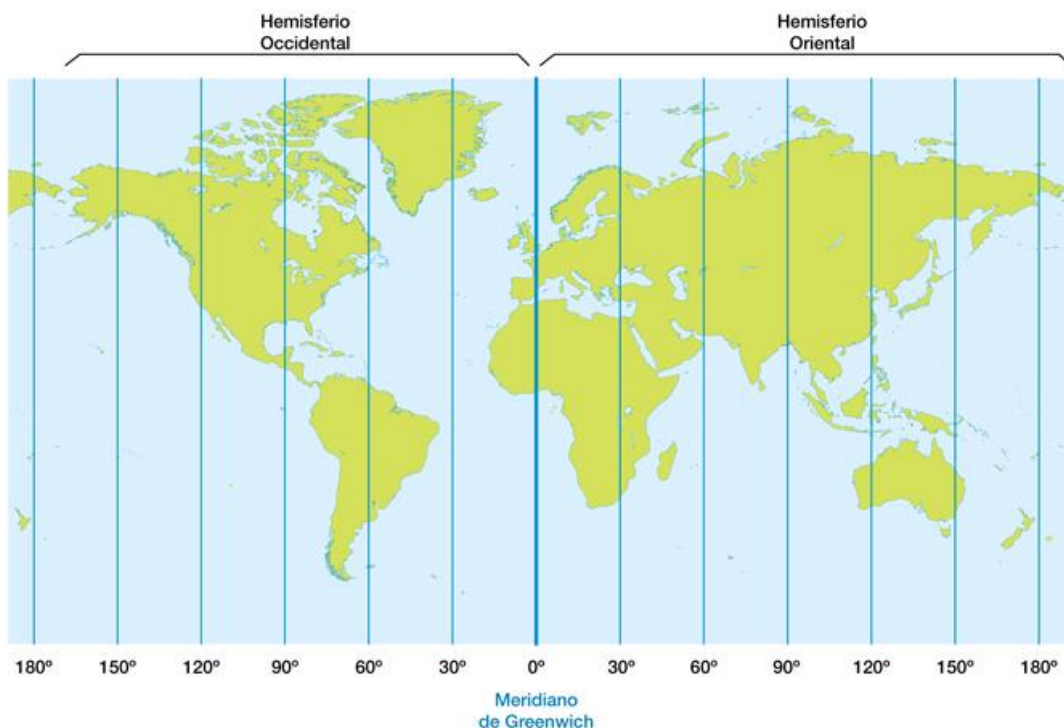 Hemisferio
Occidental
Hemisferio
Oriental
180º 150º 120º 90º 60º 30º 0º 30º 60º 90º 120º 150º 180º
Meridiano
de Greenwich